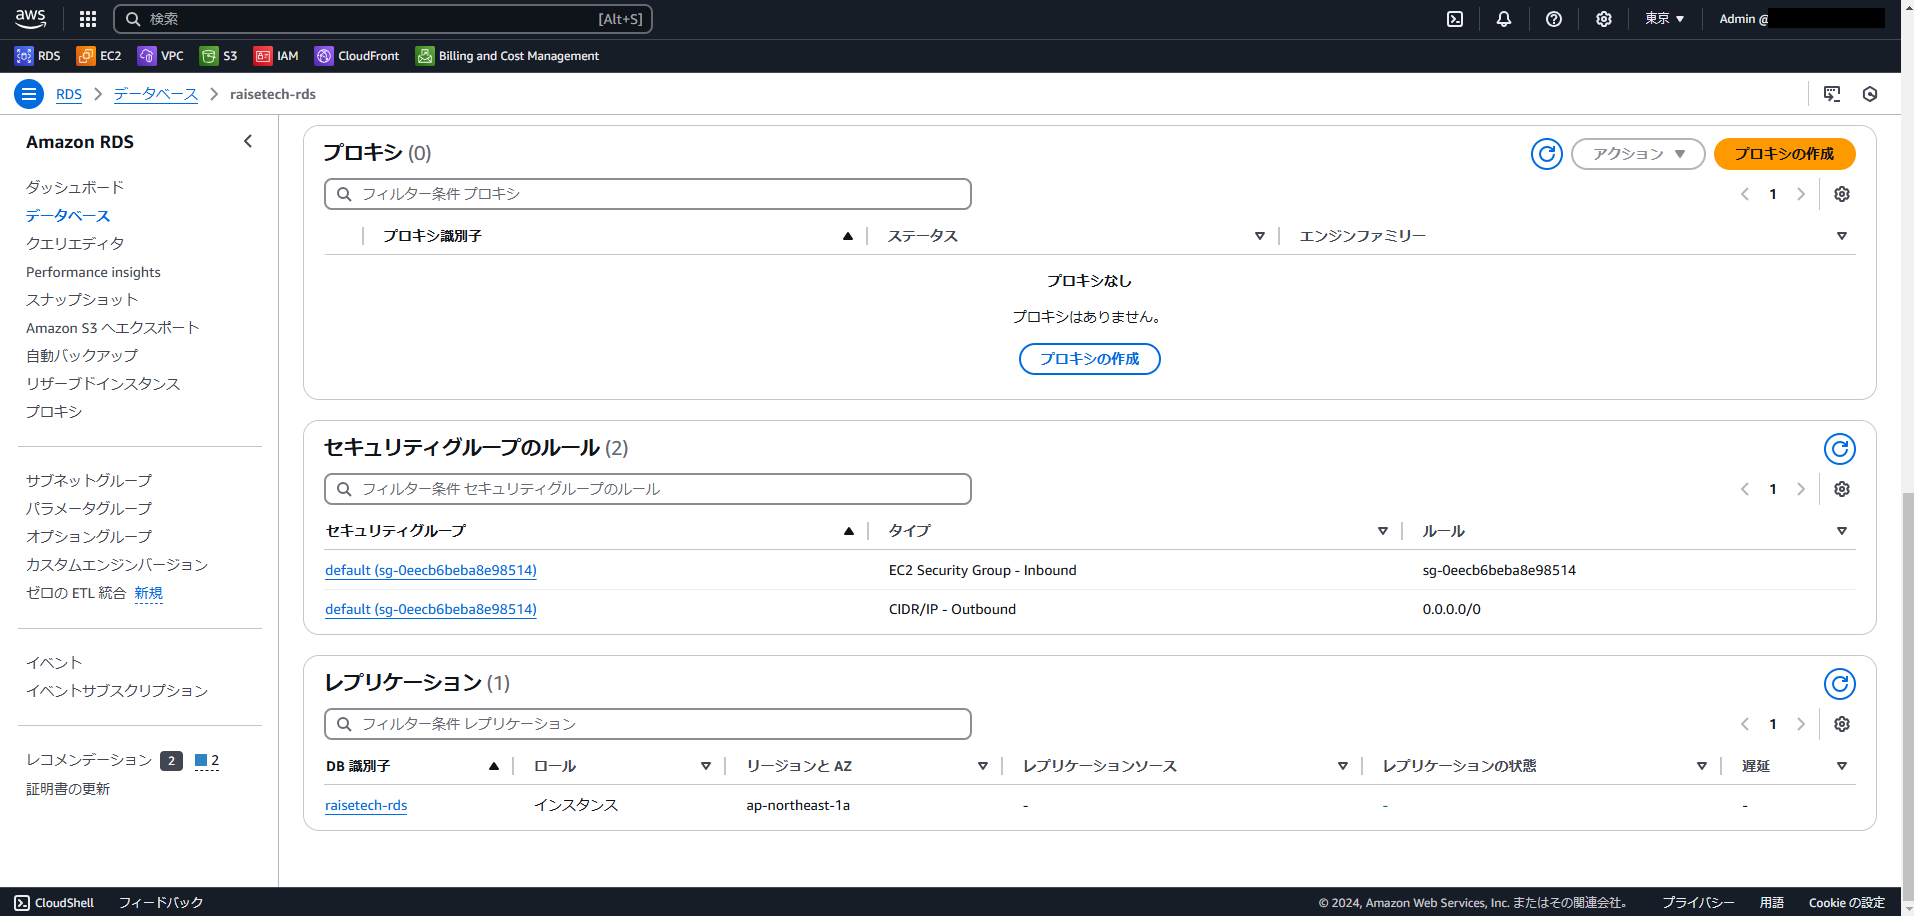 aws
検索 [Alt+S] 東京 Admin @
RDS EC2 VPC S3 IAM CloudFront Billing and Cost Management
RDS データベース raisetech-rds
Amazon RDS
ダッシュボード
データベース
クエリエディタ
Performance insights
スナップショット
Amazon S3 へエクスポート
自動バックアップ
リザーブドインスタンス
プロキシ
サブネットグループ
パラメータグループ
オプショングループ
カスタムエンジンバージョン
ゼロの ETL 統合 新規
イベント
イベントサブスクリプション
レコメンデーション 2 2
証明書の更新
プロキシ (0)
アクション プロキシの作成
フィルター条件 プロキシ
1
プロキシ識別子 ステータス エンジンファミリー
プロキシなし
プロキシはありません。
プロキシの作成
セキュリティグループのルール (2)
フィルター条件 セキュリティグループのルール
1
セキュリティグループ タイプ ルール
default (sg-0eecb6beba8e98514) EC2 Security Group - Inbound sg-0eecb6beba8e98514
default (sg-0eecb6beba8e98514) CIDR/IP - Outbound 0.0.0.0/0
レプリケーション (1)
フィルター条件 レプリケーション
1
DB 識別子 ロール リージョンと AZ レプリケーションソース レプリケーションの状態 遅延
raisetech-rds インスタンス ap-northeast-1a - - -
CloudShell フィードバック © 2024, Amazon Web Services, Inc. またはその関連会社。 プライバシー 用語 Cookie の設定